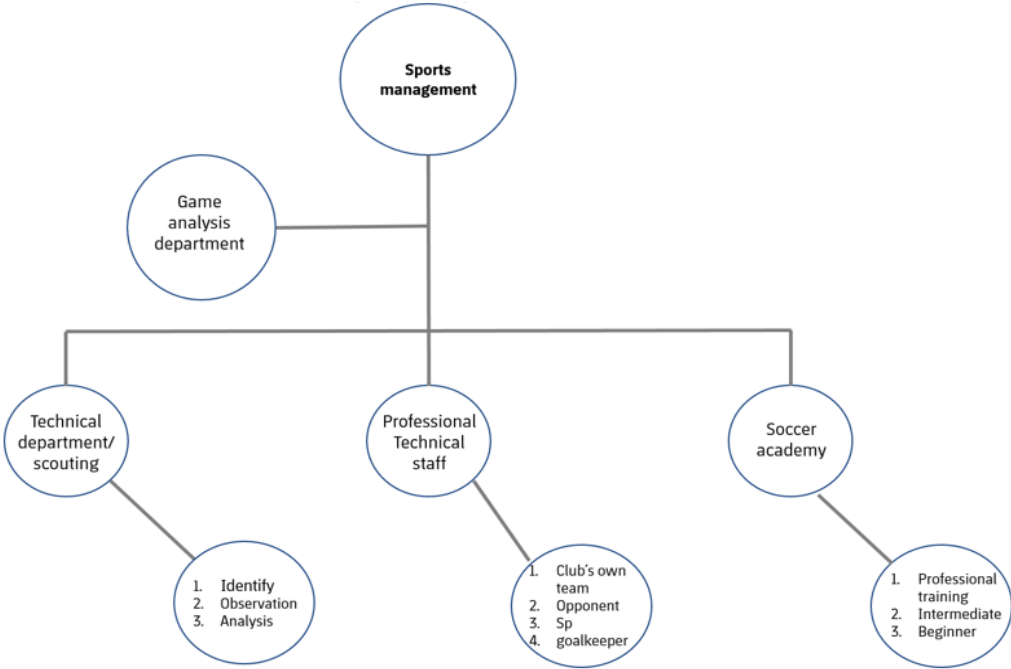 Sports
management
Game
analysis
department
Technical
department/
scouting
Professional
Technical
staff
Soccer
academy
1. Identify
2. Observation
3. Analysis
1. Club's own
team
2. Opponent
3. Sp
4. goalkeeper
1. Professional
training
2. Intermediate
3. Beginner